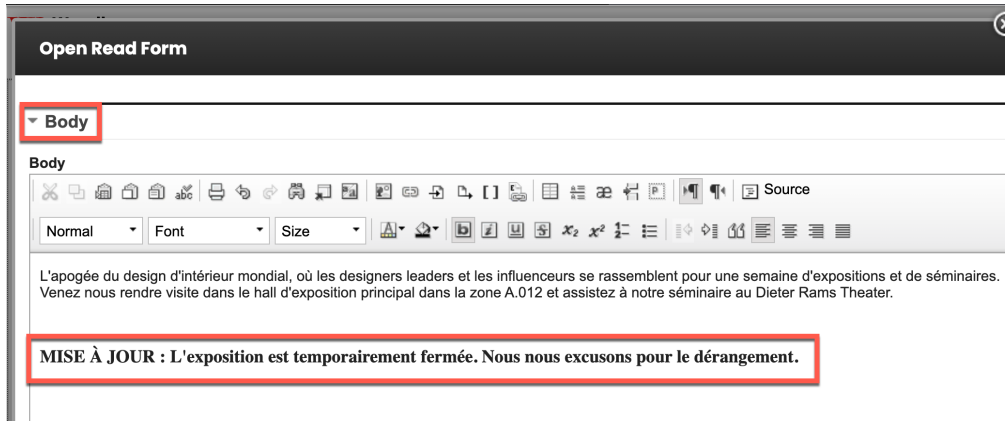 Open Read Form
Body
Body
Source
Normal Font Size
L'apogée du design d'intérieur mondial, où les designers leaders et les influenceurs se rassemblent pour une semaine d'expositions et de séminaires.
Venez nous rendre visite dans le hall d'exposition principal dans la zone A.012 et assistez à notre séminaire au Dieter Rams Theater.
MISE À JOUR : L'exposition est temporairement fermée. Nous nous excusons pour le dérangement.